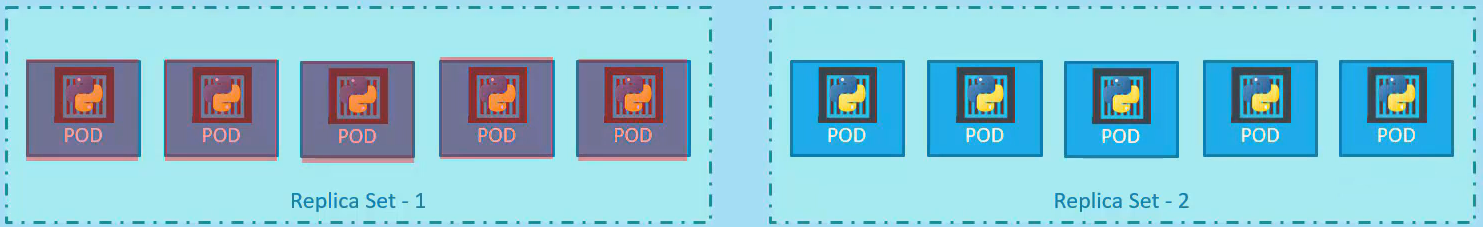 POD POD POD POD POD
Replica Set - 1
POD POD POD POD POD
Replica Set - 2